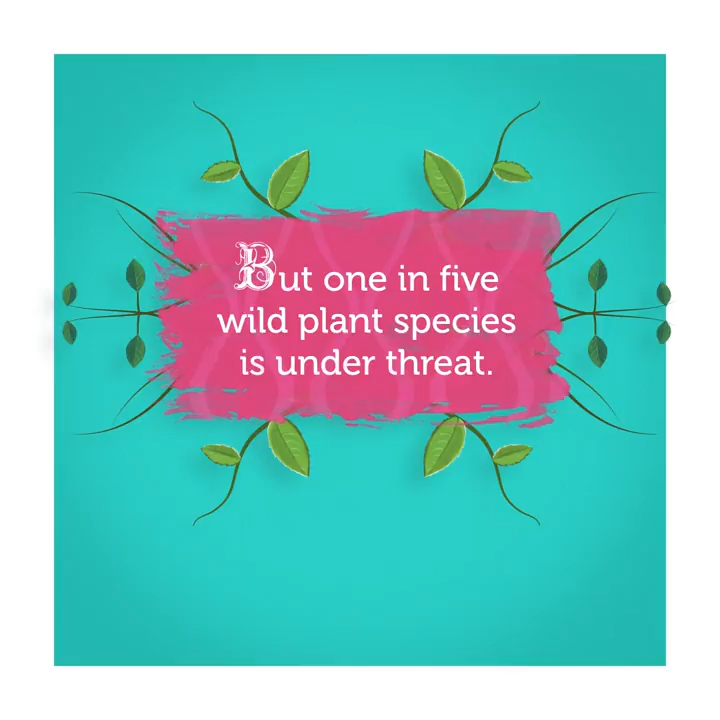 But one in five
wild plant species
is under threat.